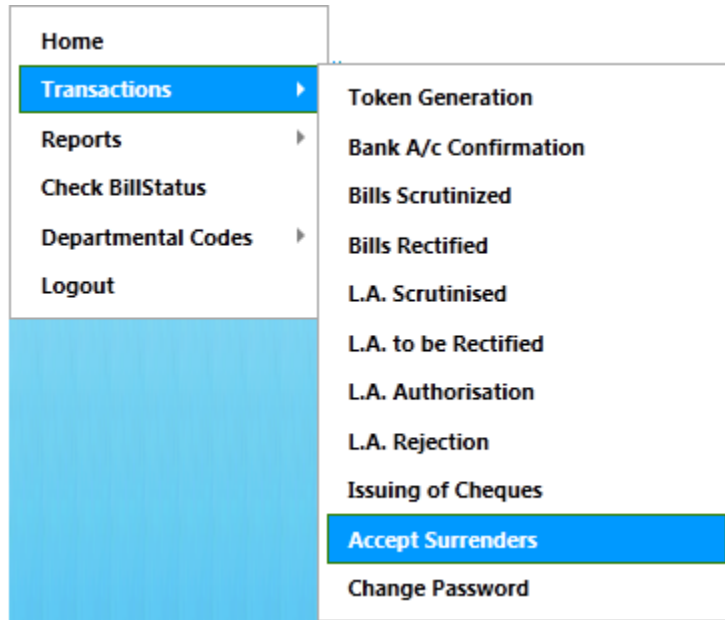 Home
Transactions
Reports
Check BillStatus
Departmental Codes
Logout
Token Generation
Bank A/c Confirmation
Bills Scrutinized
Bills Rectified
L.A. Scrutinised
L.A. to be Rectified
L.A. Authorisation
L.A. Rejection
Issuing of Cheques
Accept Surrenders
Change Password